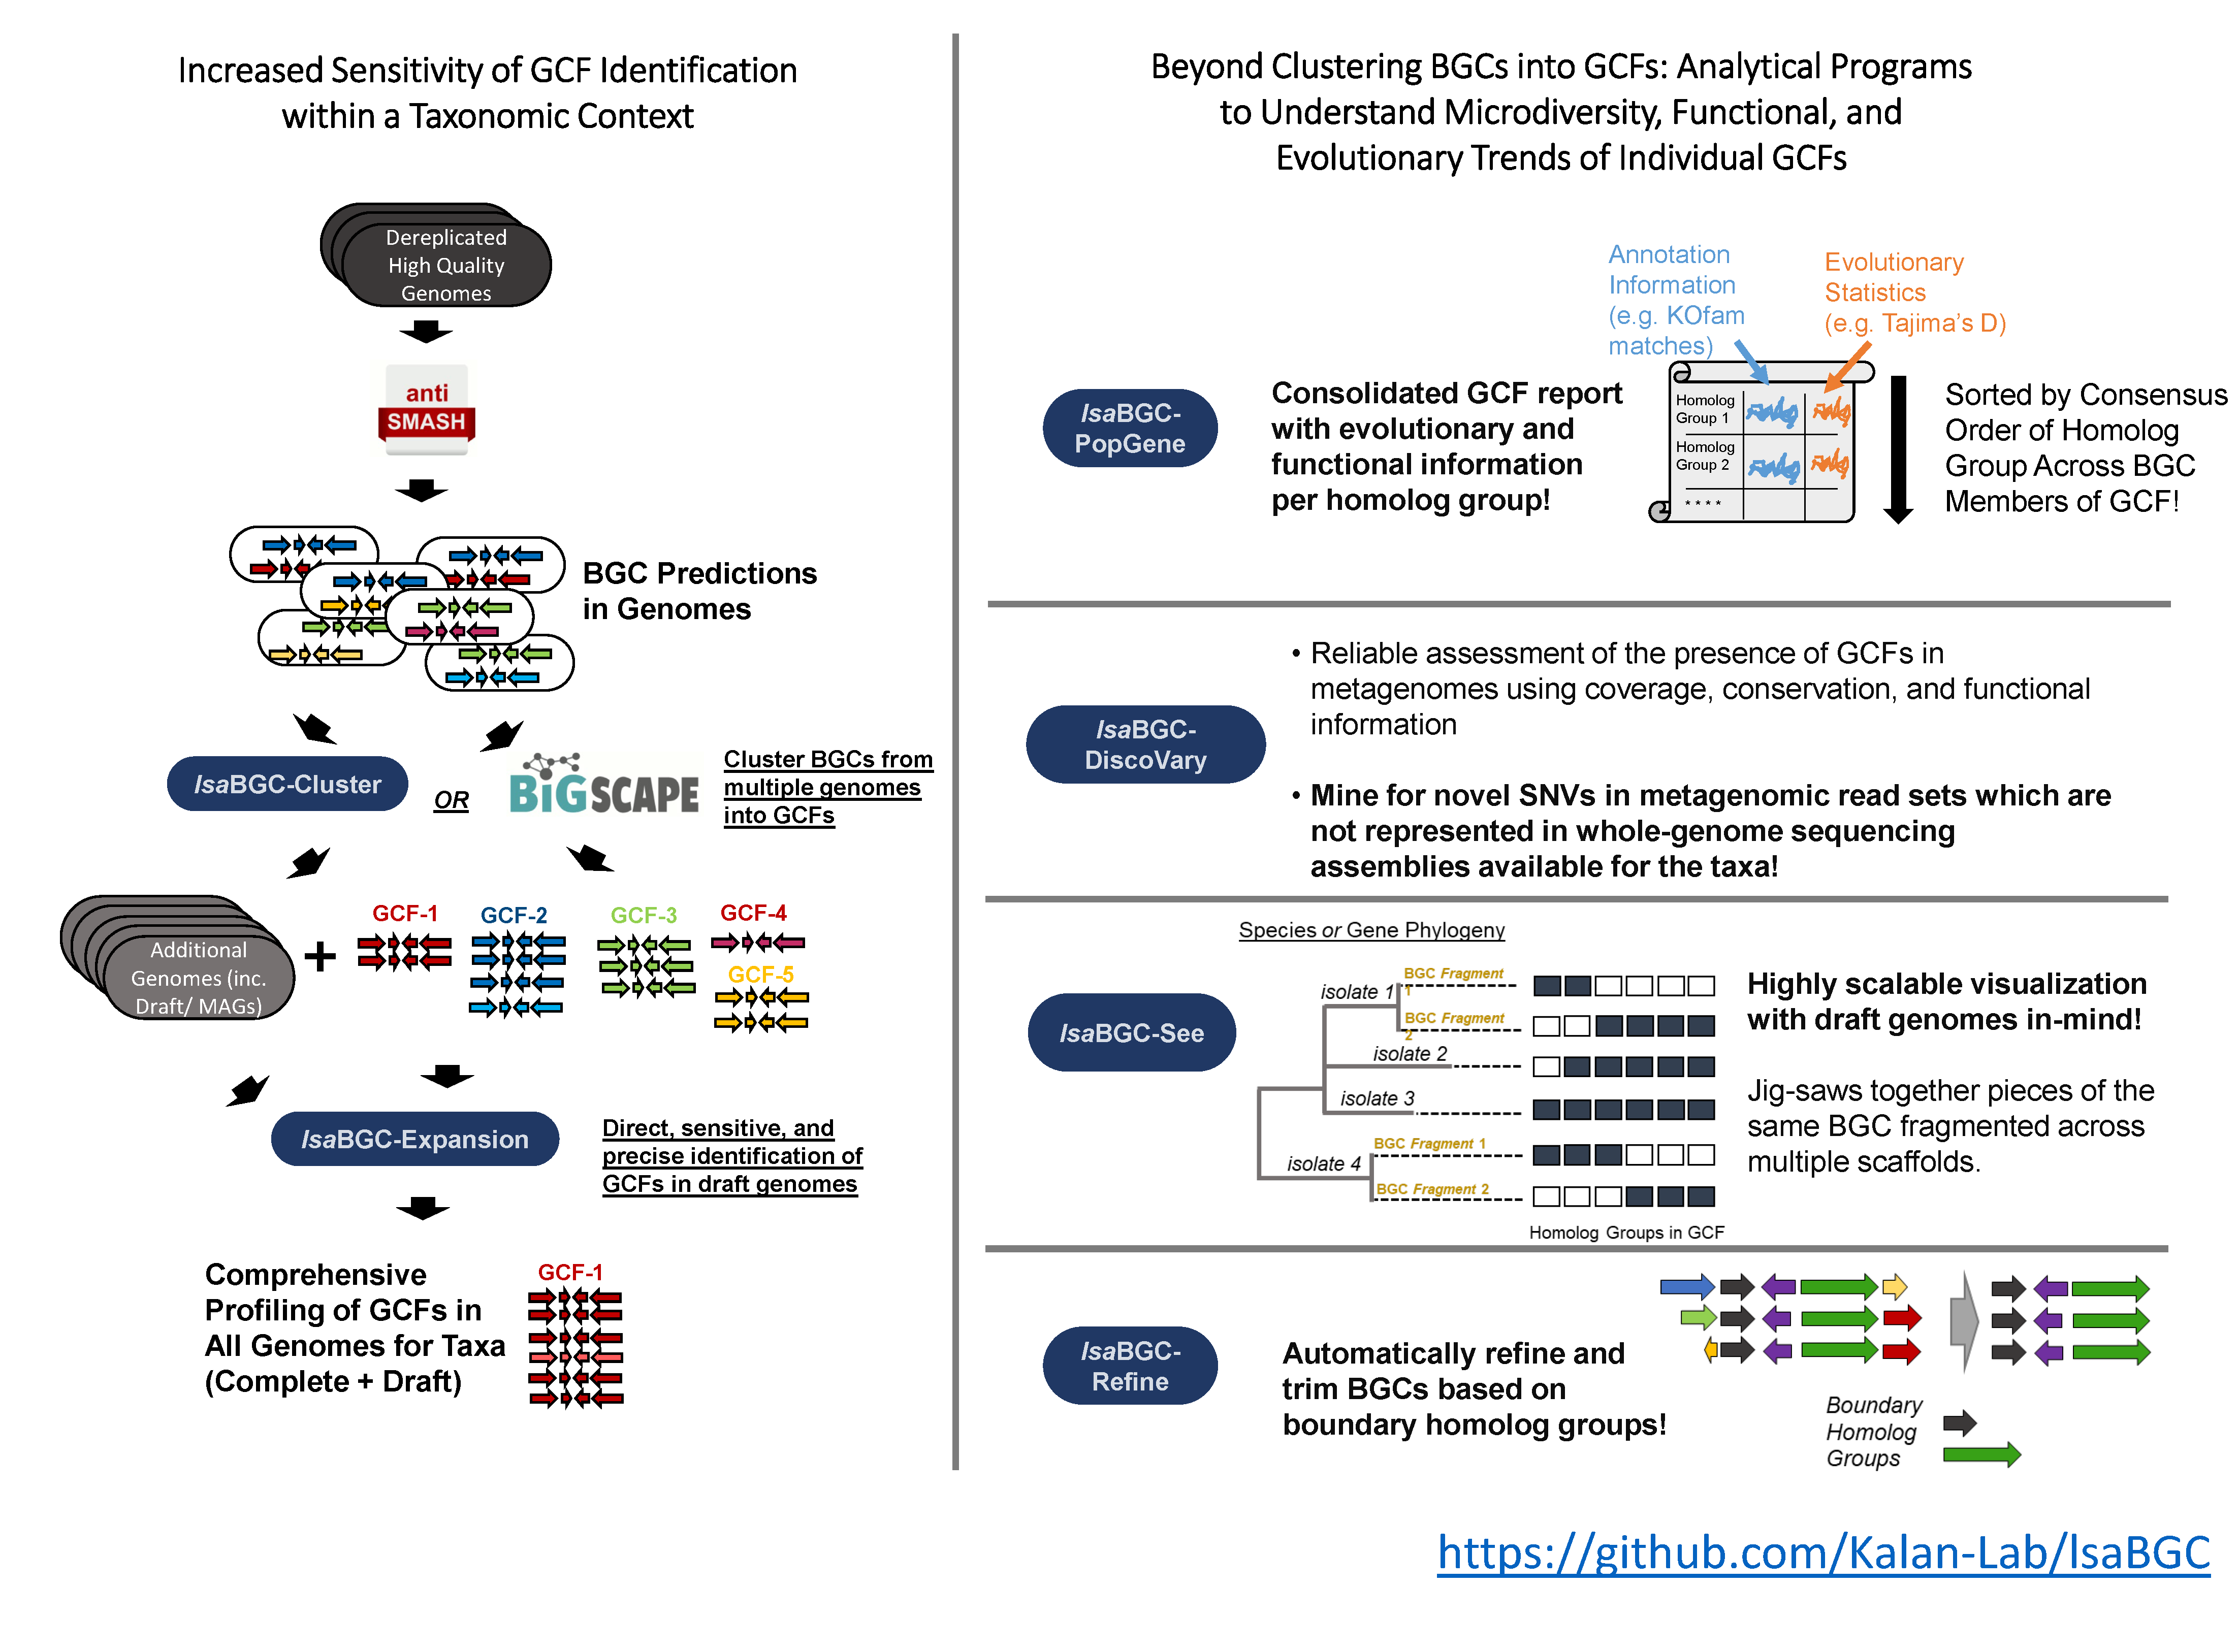 Increased Sensitivity of GCF Identification
within a Taxonomic Context
Dereplicated
High Quality
Genomes
anti
SMASH
BGC Predictions
in Genomes
IsaBGC-Cluster
OR
BiGSCAPE
Cluster BGCs from
multiple genomes
into GCFs
Additional
Genomes (inc.
Draft/ MAGs)
+
GCF-1
GCF-2
GCF-3
GCF-4
GCF-5
IsaBGC-Expansion
Direct, sensitive, and
precise identification of
GCFs in draft genomes
Comprehensive
Profiling of GCFs in
All Genomes for Taxa
(Complete + Draft)
GCF-1
Beyond Clustering BGCs into GCFs: Analytical Programs
to Understand Microdiversity, Functional, and
Evolutionary Trends of Individual GCFs
IsaBGC-
PopGene
Consolidated GCF report
with evolutionary and
functional information
per homolog group!
Annotation
Information
(e.g. KOfam
matches)
Evolutionary
Statistics
(e.g. Tajima's D)
Homolog
Group 1
Homolog
Group 2
* * * *
Sorted by Consensus
Order of Homolog
Group Across BGC
Members of GCF!
IsaBGC-
DiscoVary
• Reliable assessment of the presence of GCFs in
metagenomes using coverage, conservation, and functional
information
• Mine for novel SNVs in metagenomic read sets which are
not represented in whole-genome sequencing
assemblies available for the taxa!
IsaBGC-See
Species or Gene Phylogeny
isolate 1
BGC Fragment
1
BGC Fragment
2
isolate 2
isolate 3
isolate 4
BGC Fragment 1
BGC Fragment 2
Homolog Groups in GCF
Highly scalable visualization
with draft genomes in-mind!
Jig-saws together pieces of the
same BGC fragmented across
multiple scaffolds.
IsaBGC-
Refine
Automatically refine and
trim BGCs based on
boundary homolog groups!
Boundary
Homolog
Groups
https://github.com/Kalan-Lab/lsaBGC